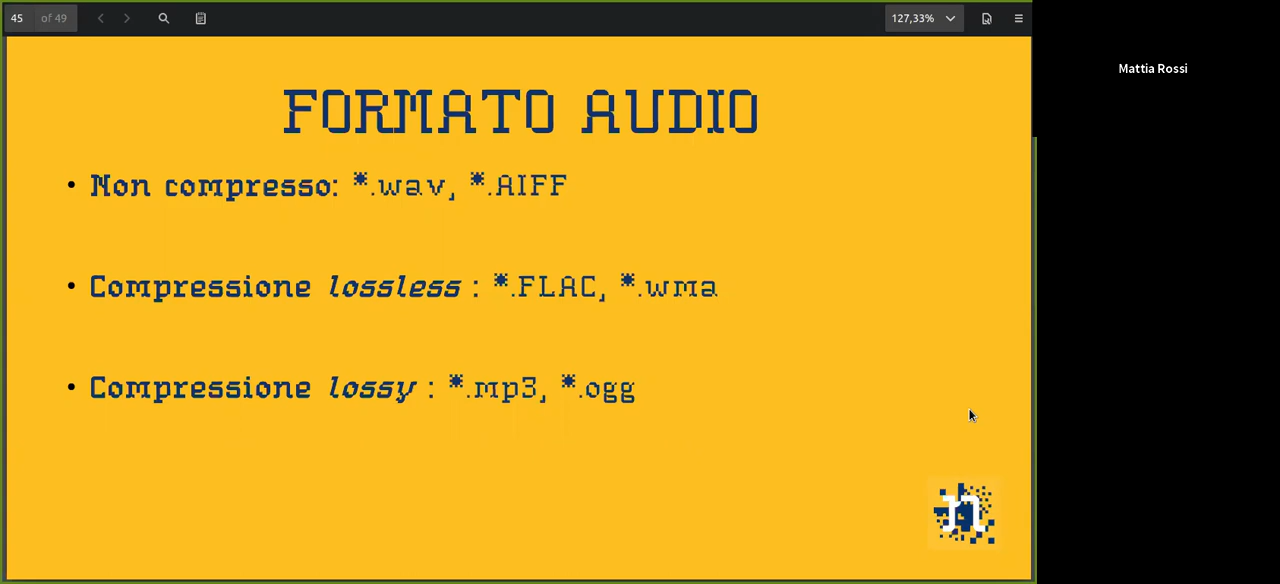 45 of 49
127,33%
Mattia Rossi
FORMATO AUDIO
• Non compresso: *.wav, *.AIFF
• Compressione lossless : *.FLAC, *.wma
• Compressione lossy : *.mp3, *.ogg
n